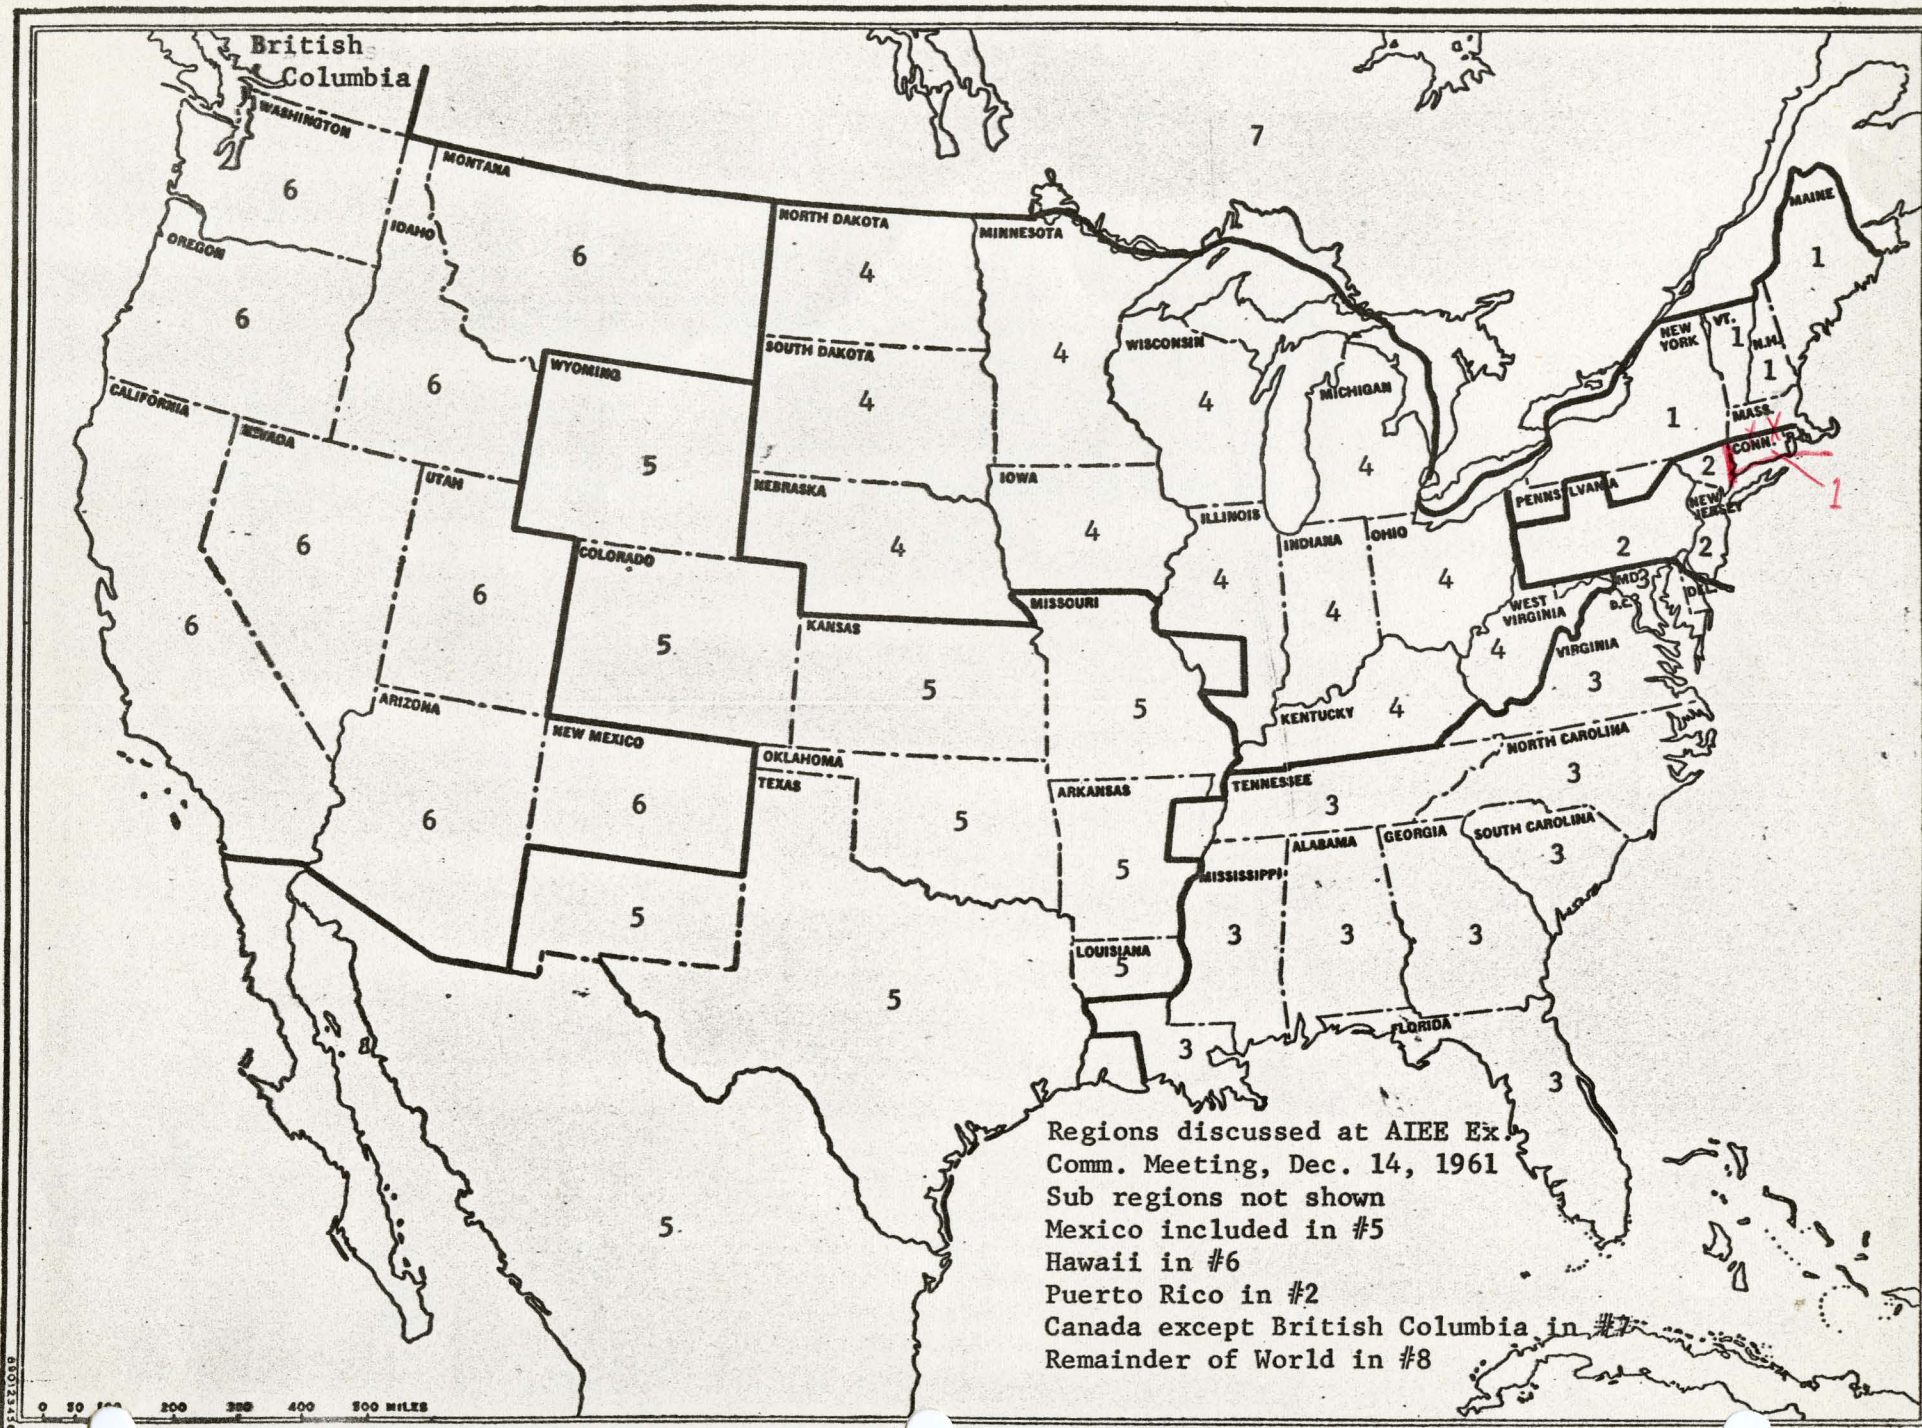 British
Columbia
WASHINGTON
6
MONTANA
7
6
IDAHO
NORTH DAKOTA
MINNESOTA
4
MAINE
1
OREGON
6
6
SOUTH DAKOTA
4
4
WISCONSIN
4
MICHIGAN
4
NEW
YORK
1
VT.
1
N.H.
1
WYOMING
5
CALIFORNIA
6
NEVADA
6
UTAH
6
NEBRASKA
4
IOWA
4
MASS.
CONN.
X X
1
2
PENNSYLVANIA
2
NEW
JERSEY
2
ILLINOIS
4
INDIANA
4
OHIO
4
COLORADO
5
MISSOURI
5
KANSAS
5
MD.
3
D.C.
DEL.
WEST
VIRGINIA
4
VIRGINIA
3
KENTUCKY
4
ARIZONA
6
NEW MEXICO
6
5
OKLAHOMA
5
TEXAS
5
ARKANSAS
5
TENNESSEE
3
NORTH CAROLINA
3
SOUTH CAROLINA
3
MISSISSIPPI
3
ALABAMA
3
GEORGIA
3
LOUISIANA
5
3
FLORIDA
3
5
Regions discussed at AIEE Ex.
Comm. Meeting, Dec. 14, 1961
Sub regions not shown
Mexico included in #5
Hawaii in #6
Puerto Rico in #2
Canada except British Columbia in #7
Remainder of World in #8
0 50 200 300 400 500 MILES